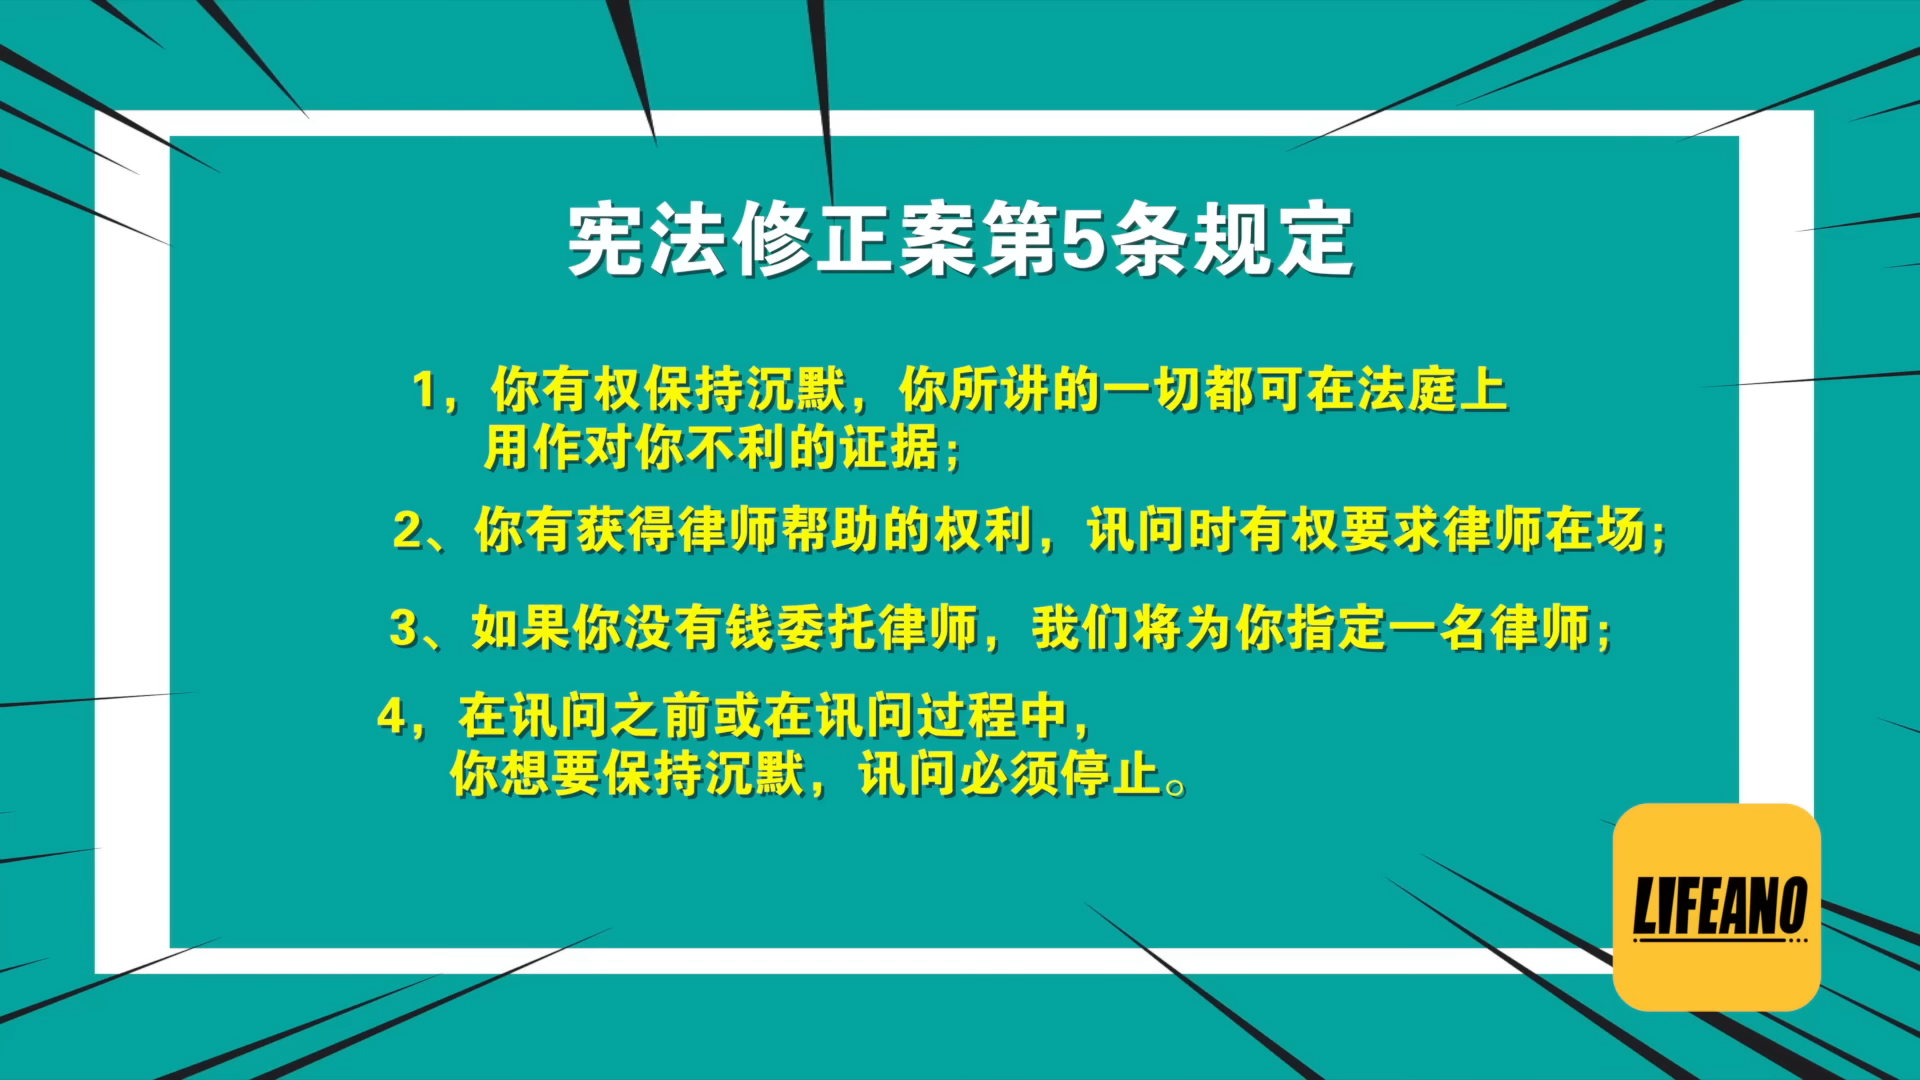 宪法修正案第5条规定
1，你有权保持沉默，你所讲的一切都可在法庭上
用作对你不利的证据；
2、你有获得律师帮助的权利，讯问时有权要求律师在场；
3、如果你没有钱委托律师，我们将为你指定一名律师；
4，在讯问之前或在讯问过程中，
你想要保持沉默，讯问必须停止。
LIFEANO